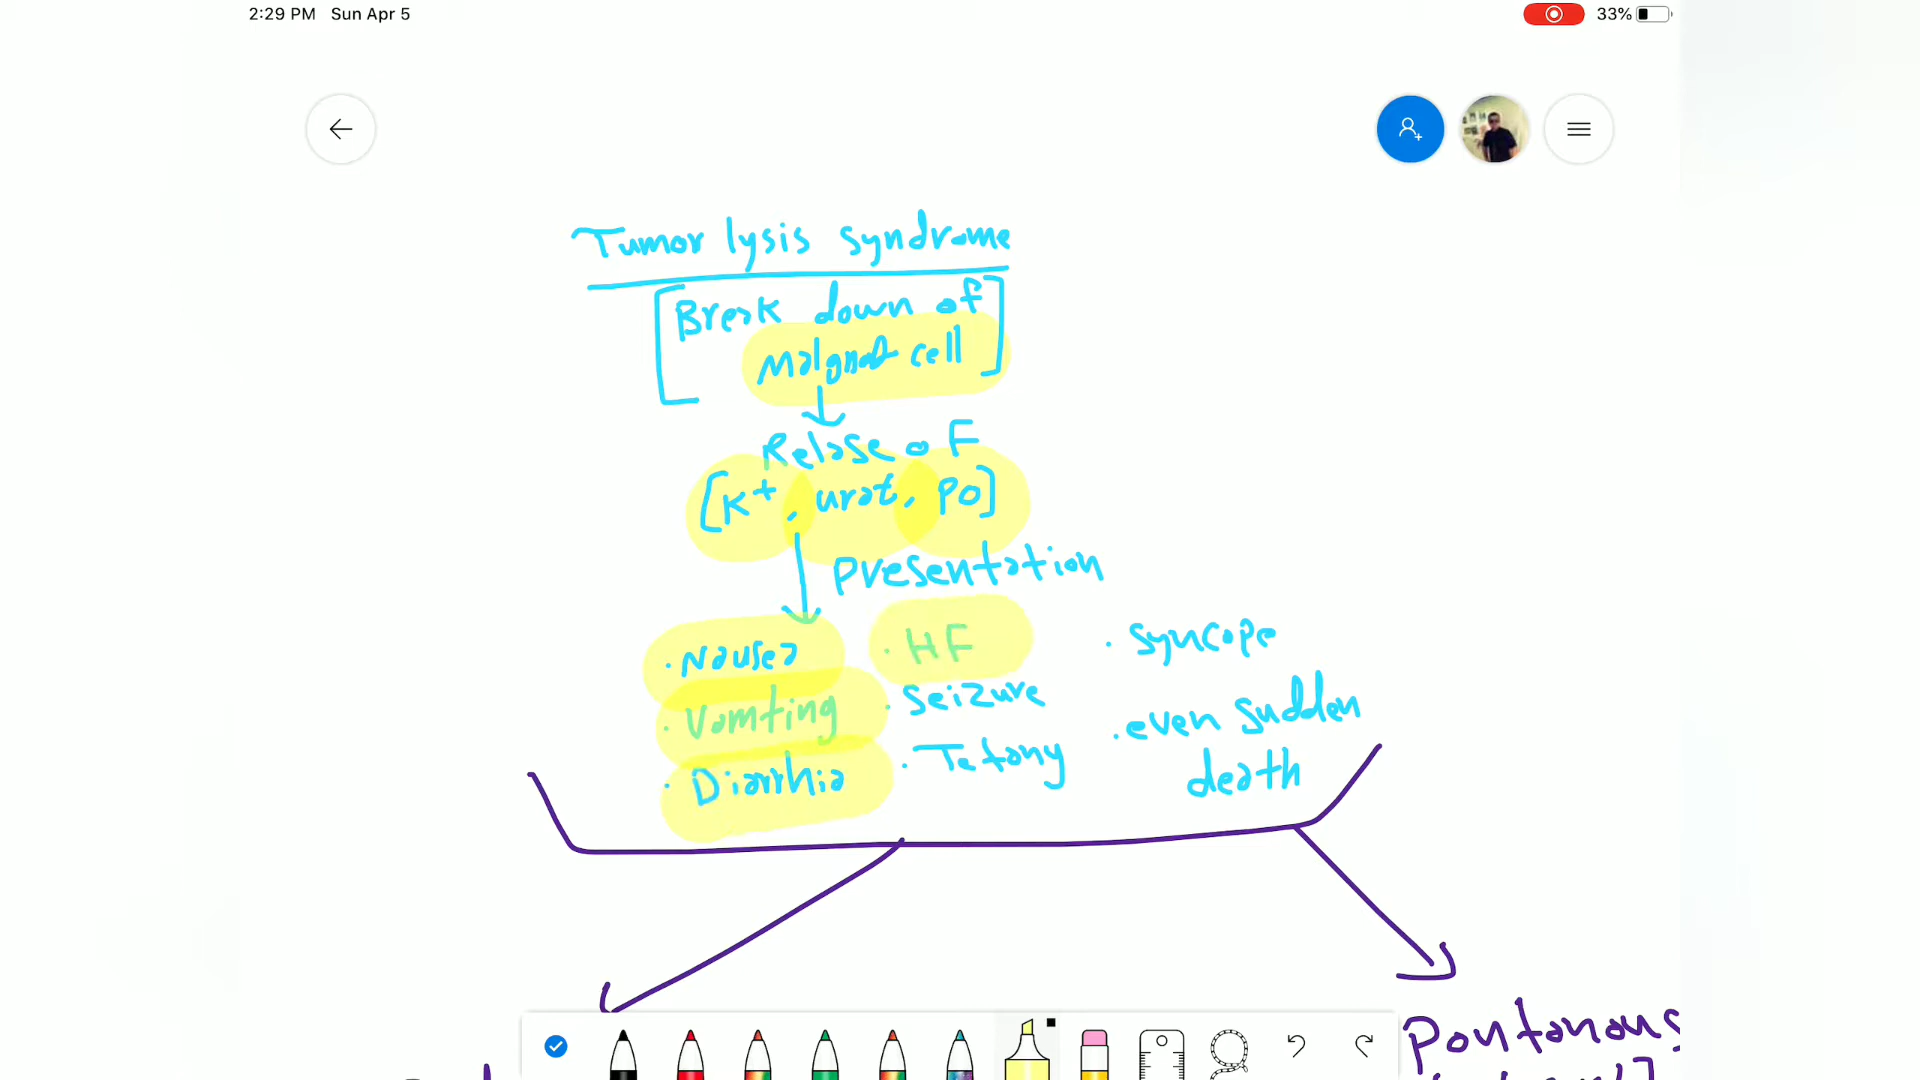 2:29 PM Sun Apr 5
33%
Tumor lysis syndrome
[Break down of
malgnat cell]
Relase of
[K+, urat, PO]
presentation
• Nausea
• Vomting
• Diarrhia
• HF
• Seizure
• Tetany
• syncope
• even sudden
death
pontanous